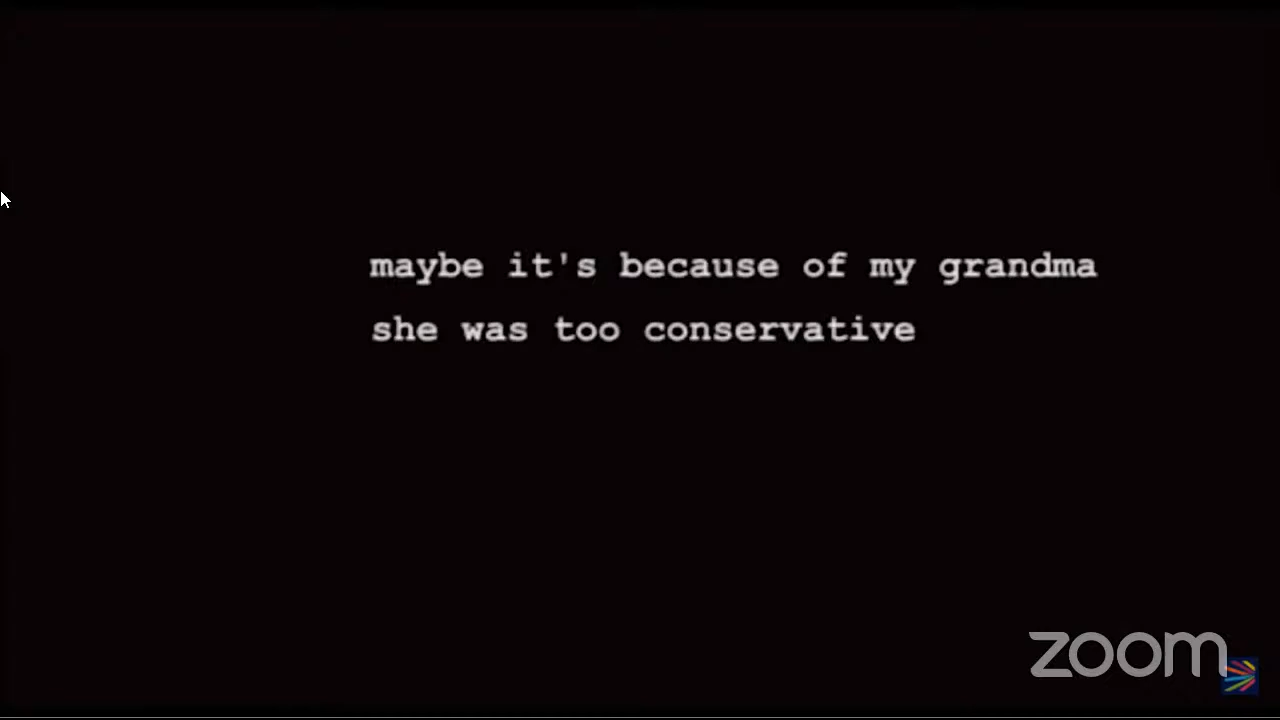 maybe it's because of my grandma
she was too conservative
zoom